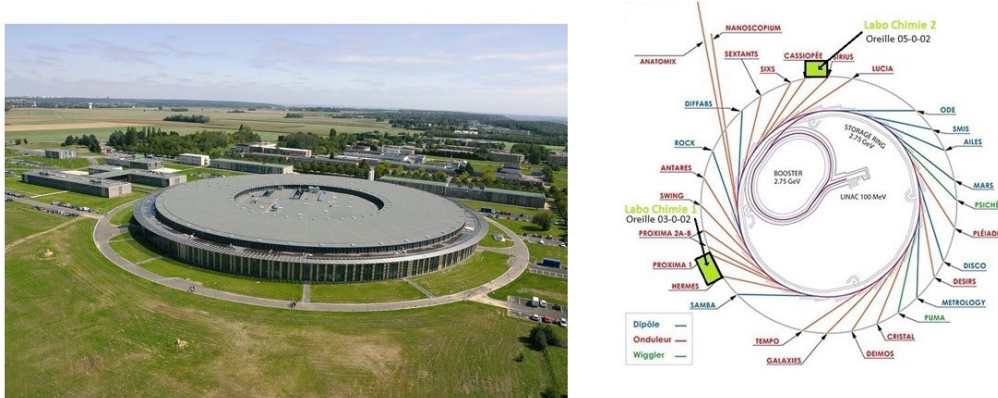 Labo Chimie 2
Oreille 05-0-02
NANOSCOPIUM
ANATOMIX
SEXTANTS
SIXS
CASSIOPÉE
SIRIUS
LUCIA
DIFFABS
ROCK
ANTARES
SWING
Labo Chimie 1
Oreille 03-0-02
PROXIMA 2A-B
PROXIMA 1
HERMES
SAMBA
ODE
SMIS
AILES
MARS
PSICHÉ
PLÉIADE
DISCO
DESIRS
METROLOGY
PUMA
CRISTAL
DEIMOS
GALAXIES
TEMPO
STORAGE RING
2.75 GeV
BOOSTER
2.75 GeV
LINAC 100 MeV
Dipôle
Onduleur
Wiggler